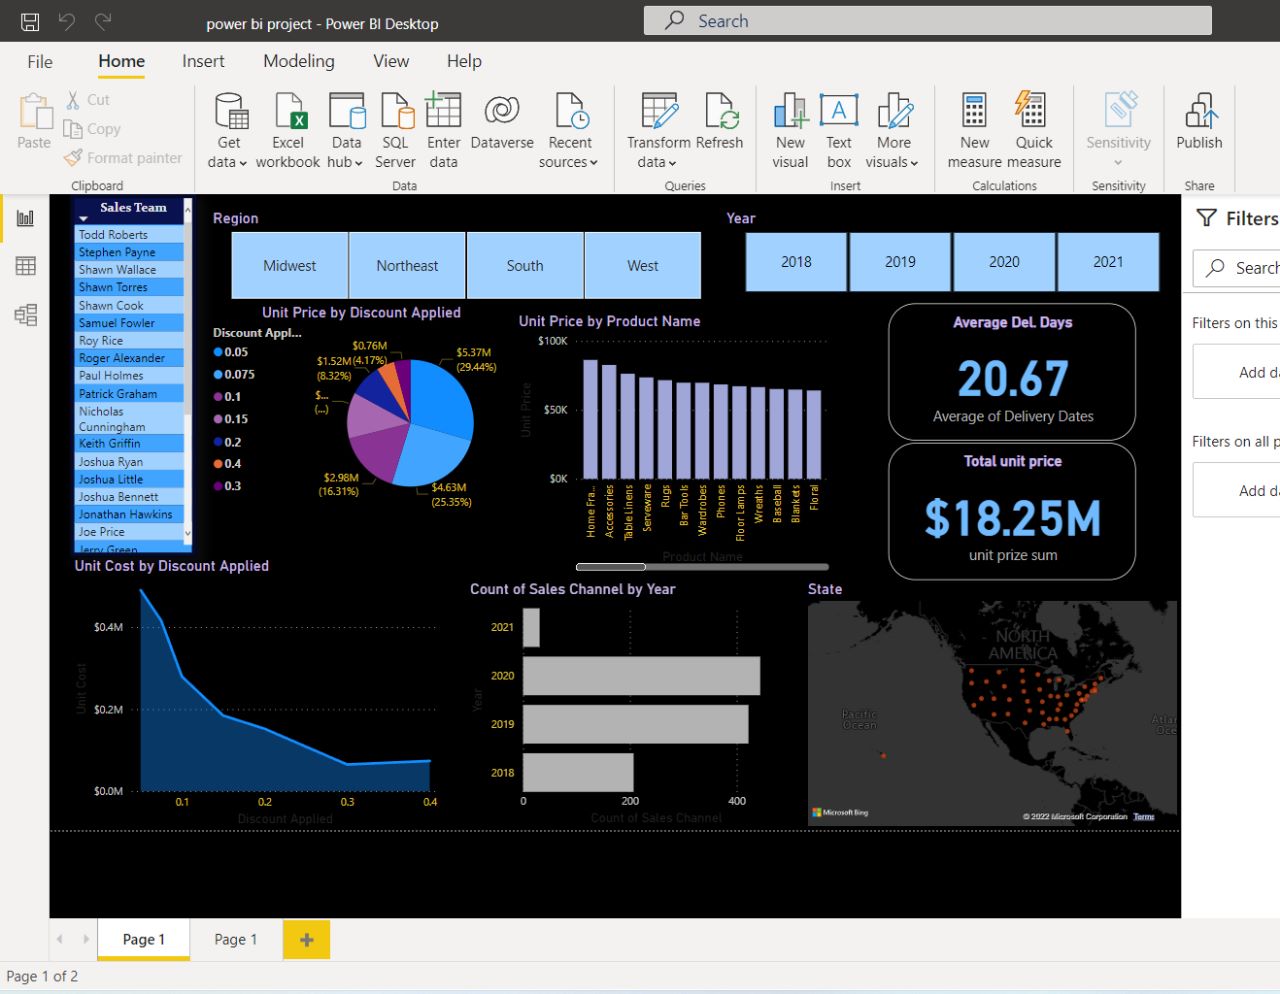 power bi project - Power BI Desktop
Search
File
Home
Insert
Modeling
View
Help
Paste
Cut
Copy
Format painter
Clipboard
Get data
Excel workbook
Data hub
SQL Server
Enter data
Dataverse
Recent sources
Data
Transform data
Refresh
Queries
New visual
Text box
More visuals
Insert
New measure
Quick measure
Calculations
Sensitivity
Sensitivity
Publish
Share
Sales Team
Todd Roberts
Stephen Payne
Shawn Wallace
Shawn Torres
Shawn Cook
Samuel Fowler
Roy Rice
Roger Alexander
Paul Holmes
Patrick Graham
Nicholas
Cunningham
Keith Griffin
Joshua Ryan
Joshua Little
Joshua Bennett
Jonathan Hawkins
Joe Price
Jerry Green
Region
Midwest
Northeast
South
West
Year
2018
2019
2020
2021
Unit Price by Discount Applied
Discount Appl...
0.05
0.075
0.1
0.15
0.2
0.4
0.3
$0.76M
(4.17%)
$1.52M
(8.32%)
$...
(...)
$2.98M
(16.31%)
$4.63M
(25.35%)
$5.37M
(29.44%)
Unit Price by Product Name
Unit Price
$100K
$50K
$0K
Home Fra...
Accessories
Table Linens
Serveware
Rugs
Bar Tools
Wardrobes
Phones
Floor Lamps
Wreaths
Baseball
Blankets
Floral
Product Name
Average Del. Days
20.67
Average of Delivery Dates
Total unit price
$18.25M
unit prize sum
Unit Cost by Discount Applied
Unit Cost
$0.4M
$0.2M
$0.0M
0.1
0.2
0.3
0.4
Discount Applied
Count of Sales Channel by Year
Year
2021
2020
2019
2018
0
200
400
Count of Sales Channel
State
NORTH
AMERICA
Pacific
Ocean
Atlan
Oce
Microsoft Bing
© 2022 Microsoft Corporation
Terms
Filters
Search
Filters on this
Add da
Filters on all p
Add da
Page 1
Page 1
+
Page 1 of 2